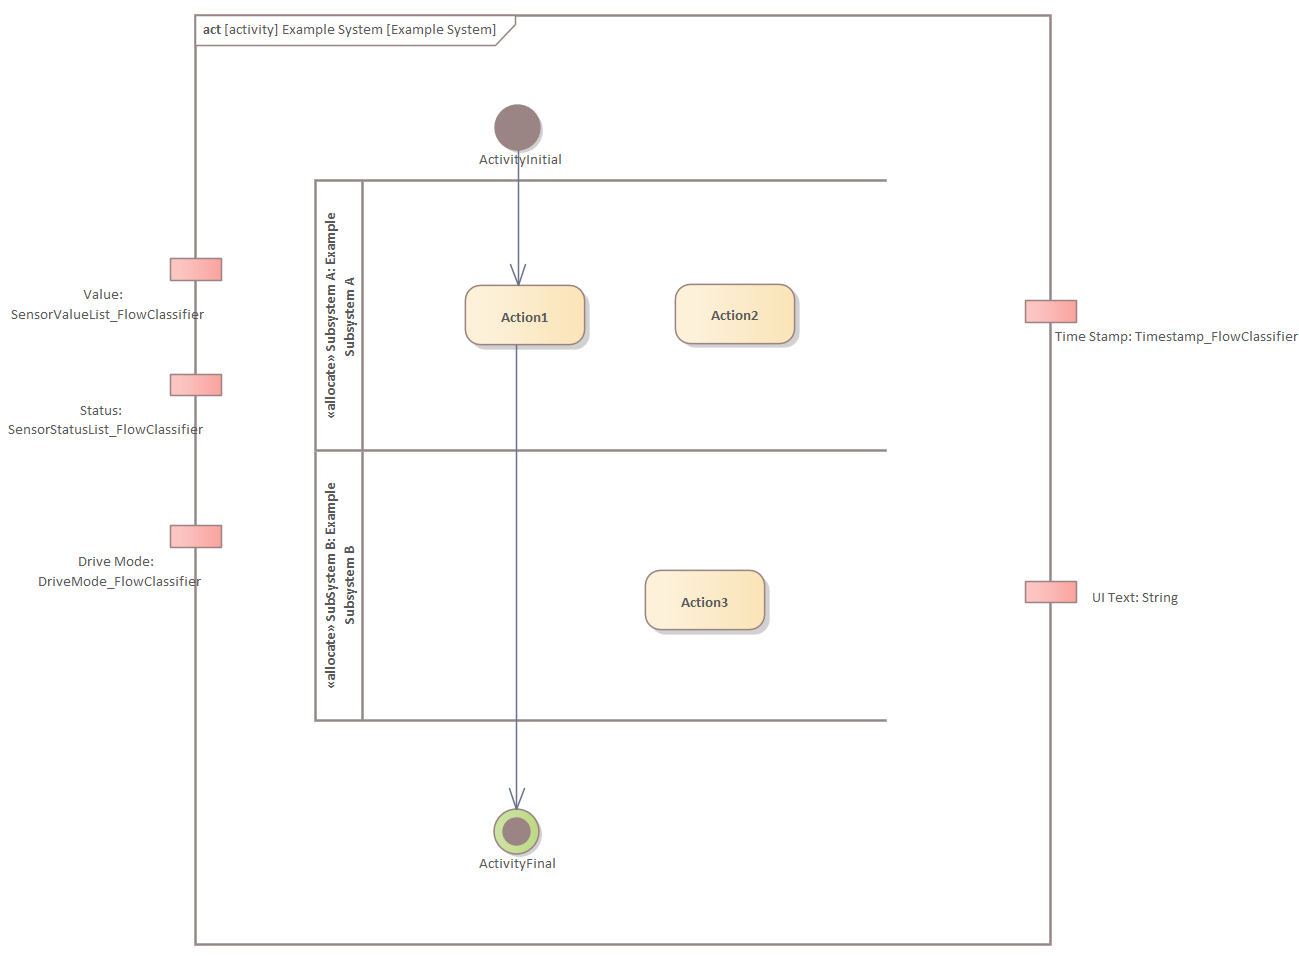 act [activity] Example System [Example System]
ActivityInitial
«allocate» Subsystem A: Example
Subsystem A
Value:
SensorValueList_FlowClassifier
Action1
Action2
Time Stamp: Timestamp_FlowClassifier
Status:
SensorStatusList_FlowClassifier
«allocate» SubSystem B: Example
Subsystem B
Drive Mode:
DriveMode_FlowClassifier
Action3
UI Text: String
ActivityFinal